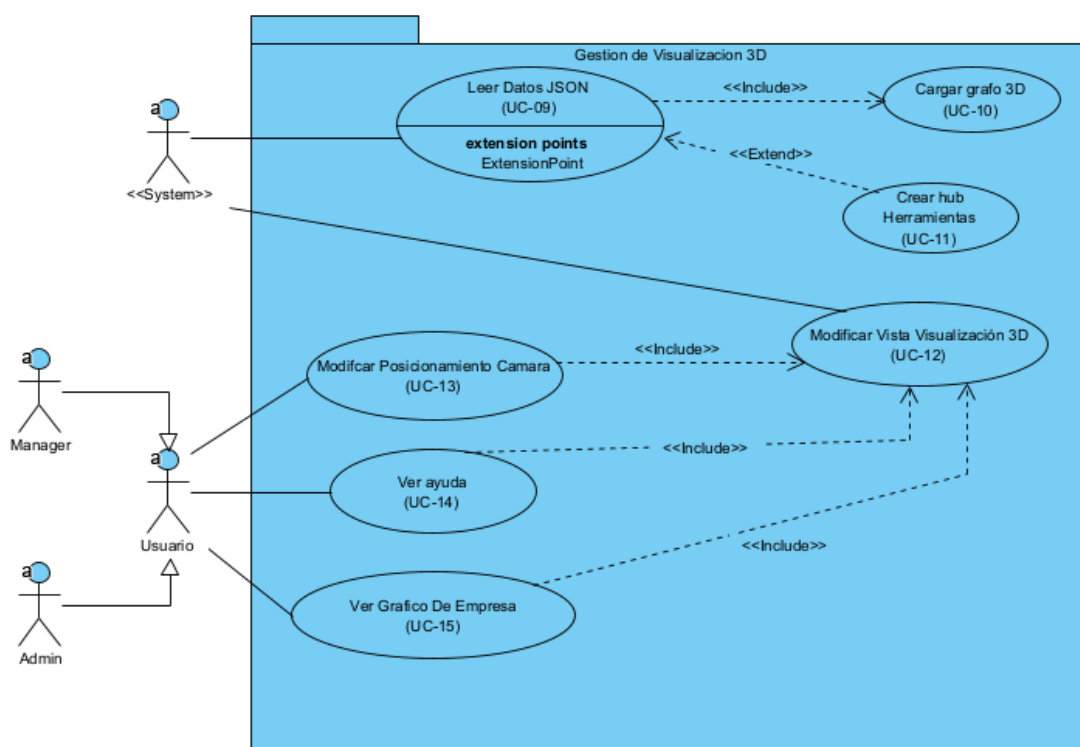 Gestion de Visualizacion 3D
Leer Datos JSON
(UC-09)
extension points
ExtensionPoint
<<Include>>
Cargar grafo 3D
(UC-10)
a
<<System>>
<<Extend>>
Crear hub
Herramientas
(UC-11)
Modificar Vista Visualización 3D
(UC-12)
<<Include>>
Modifcar Posicionamiento Camara
(UC-13)
a
Manager
a
Usuario
<<Include>>
Ver ayuda
(UC-14)
<<Include>>
a
Admin
Ver Grafico De Empresa
(UC-15)